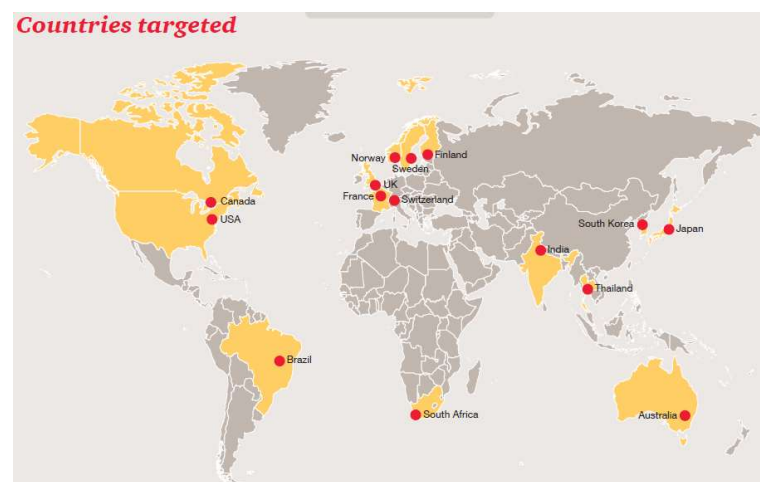 Countries targeted
Norway
Finland
Sweden
UK
France
Switzerland
Canada
USA
South Korea
Japan
India
Thailand
Brazil
South Africa
Australia